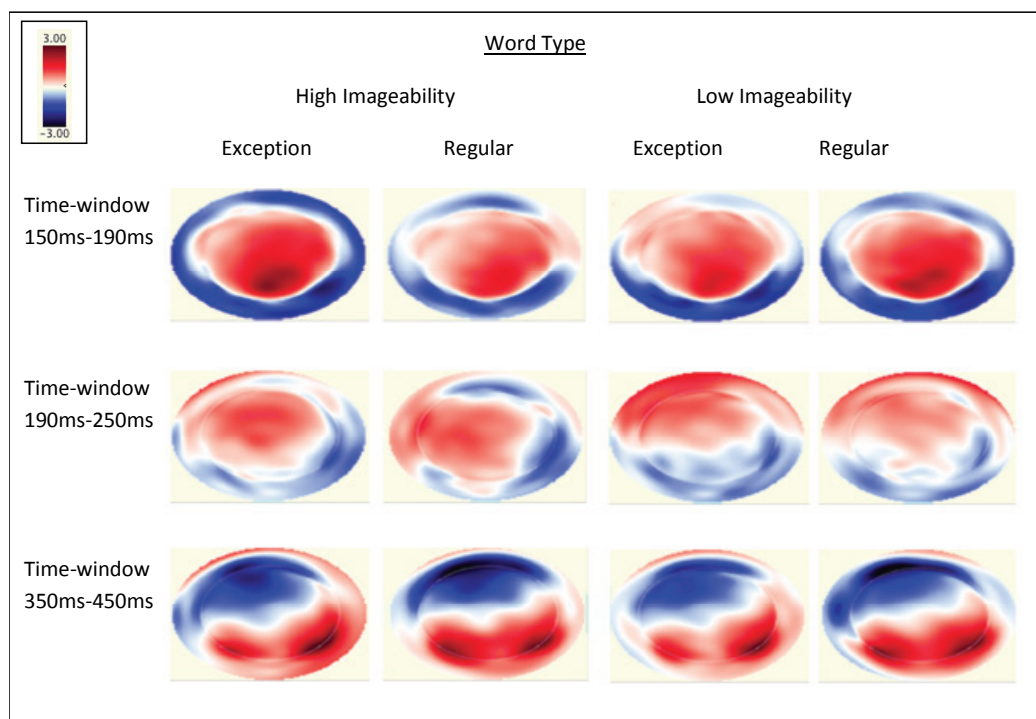 3.00
-3.00
Word Type
High Imageability Low Imageability
Exception Regular Exception Regular
Time-window
150ms-190ms
Time-window
190ms-250ms
Time-window
350ms-450ms